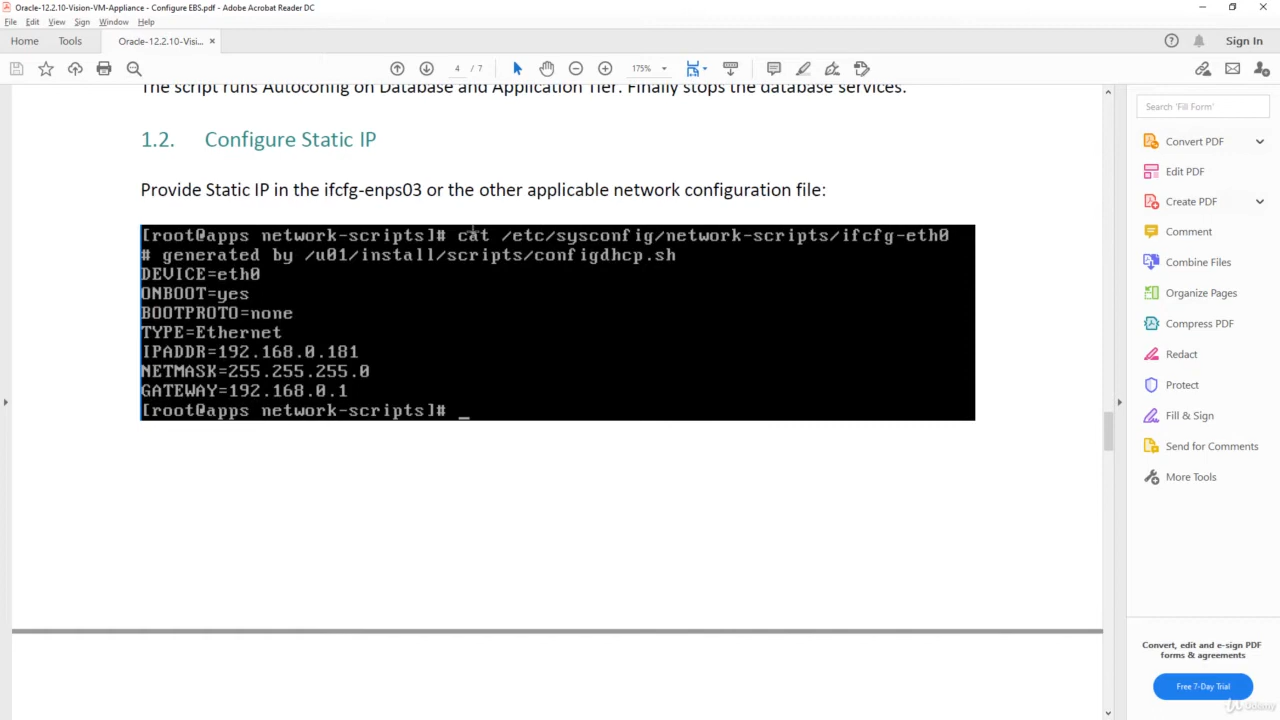 Oracle-12.2.10-Vision-VM-Appliance - Configure EBS.pdf - Adobe Acrobat Reader DC
File Edit View Sign Window Help
Home Tools Oracle-12.2.10-Visi... × Sign In
4 / 7 175%
The script runs Autoconfig on Database and Application Tier. Finally stops the database services.
1.2. Configure Static IP
Provide Static IP in the ifcfg-enps03 or the other applicable network configuration file:
[root@apps network-scripts]# cat /etc/sysconfig/network-scripts/ifcfg-eth0
# generated by /u01/install/scripts/configdhcp.sh
DEVICE=eth0
ONBOOT=yes
BOOTPROTO=none
TYPE=Ethernet
IPADDR=192.168.0.181
NETMASK=255.255.255.0
GATEWAY=192.168.0.1
[root@apps network-scripts]# _
Search 'Fill Form'
Convert PDF
Edit PDF
Create PDF
Comment
Combine Files
Organize Pages
Compress PDF
Redact
Protect
Fill & Sign
Send for Comments
More Tools
Convert, edit and e-sign PDF
forms & agreements
Free 7-Day Trial
Udemy